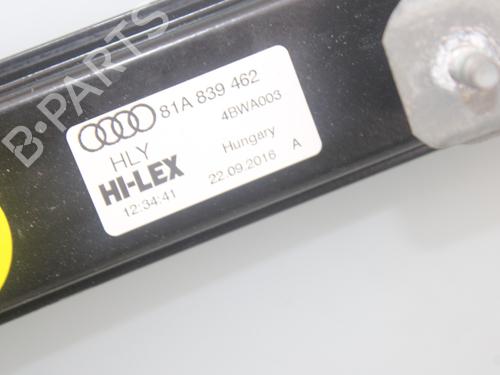 B-PARTS
81A 839 462
4BWA003
HLY
Hungary
HI-LEX
22.09.2016 A
12:34:41